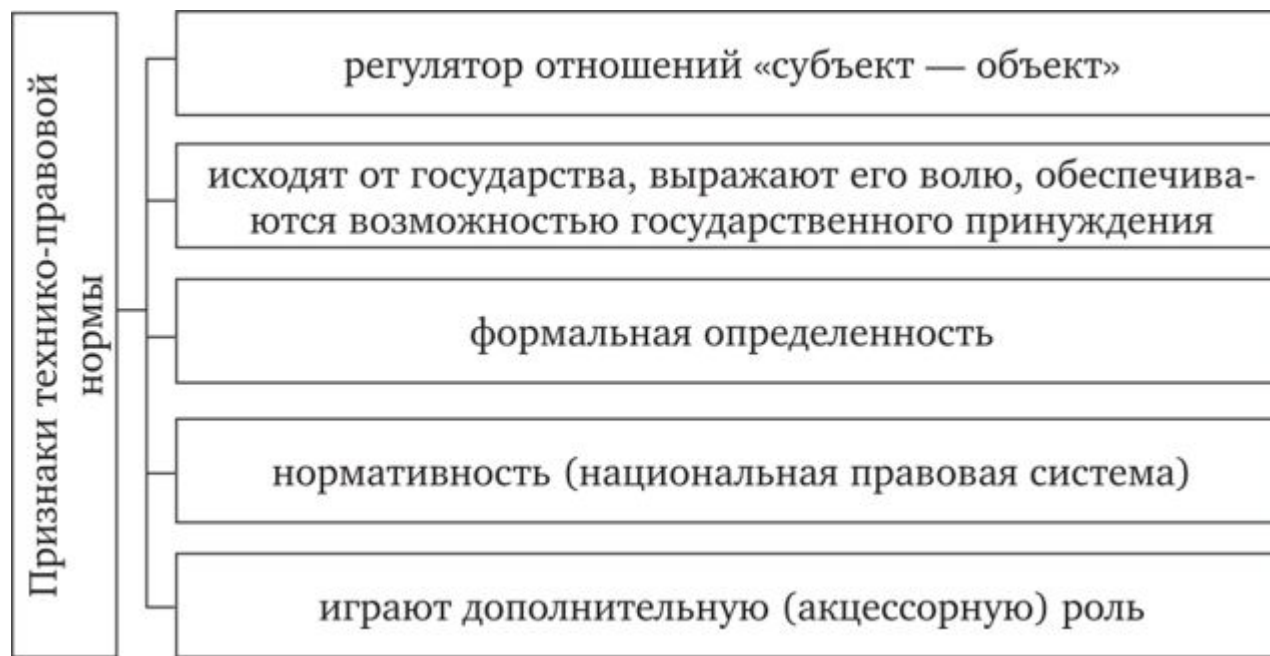 Признаки технико-правовой
нормы
регулятор отношений «субъект — объект»
исходят от государства, выражают его волю, обеспечива-
ются возможностью государственного принуждения
формальная определенность
нормативность (национальная правовая система)
играют дополнительную (акцессорную) роль